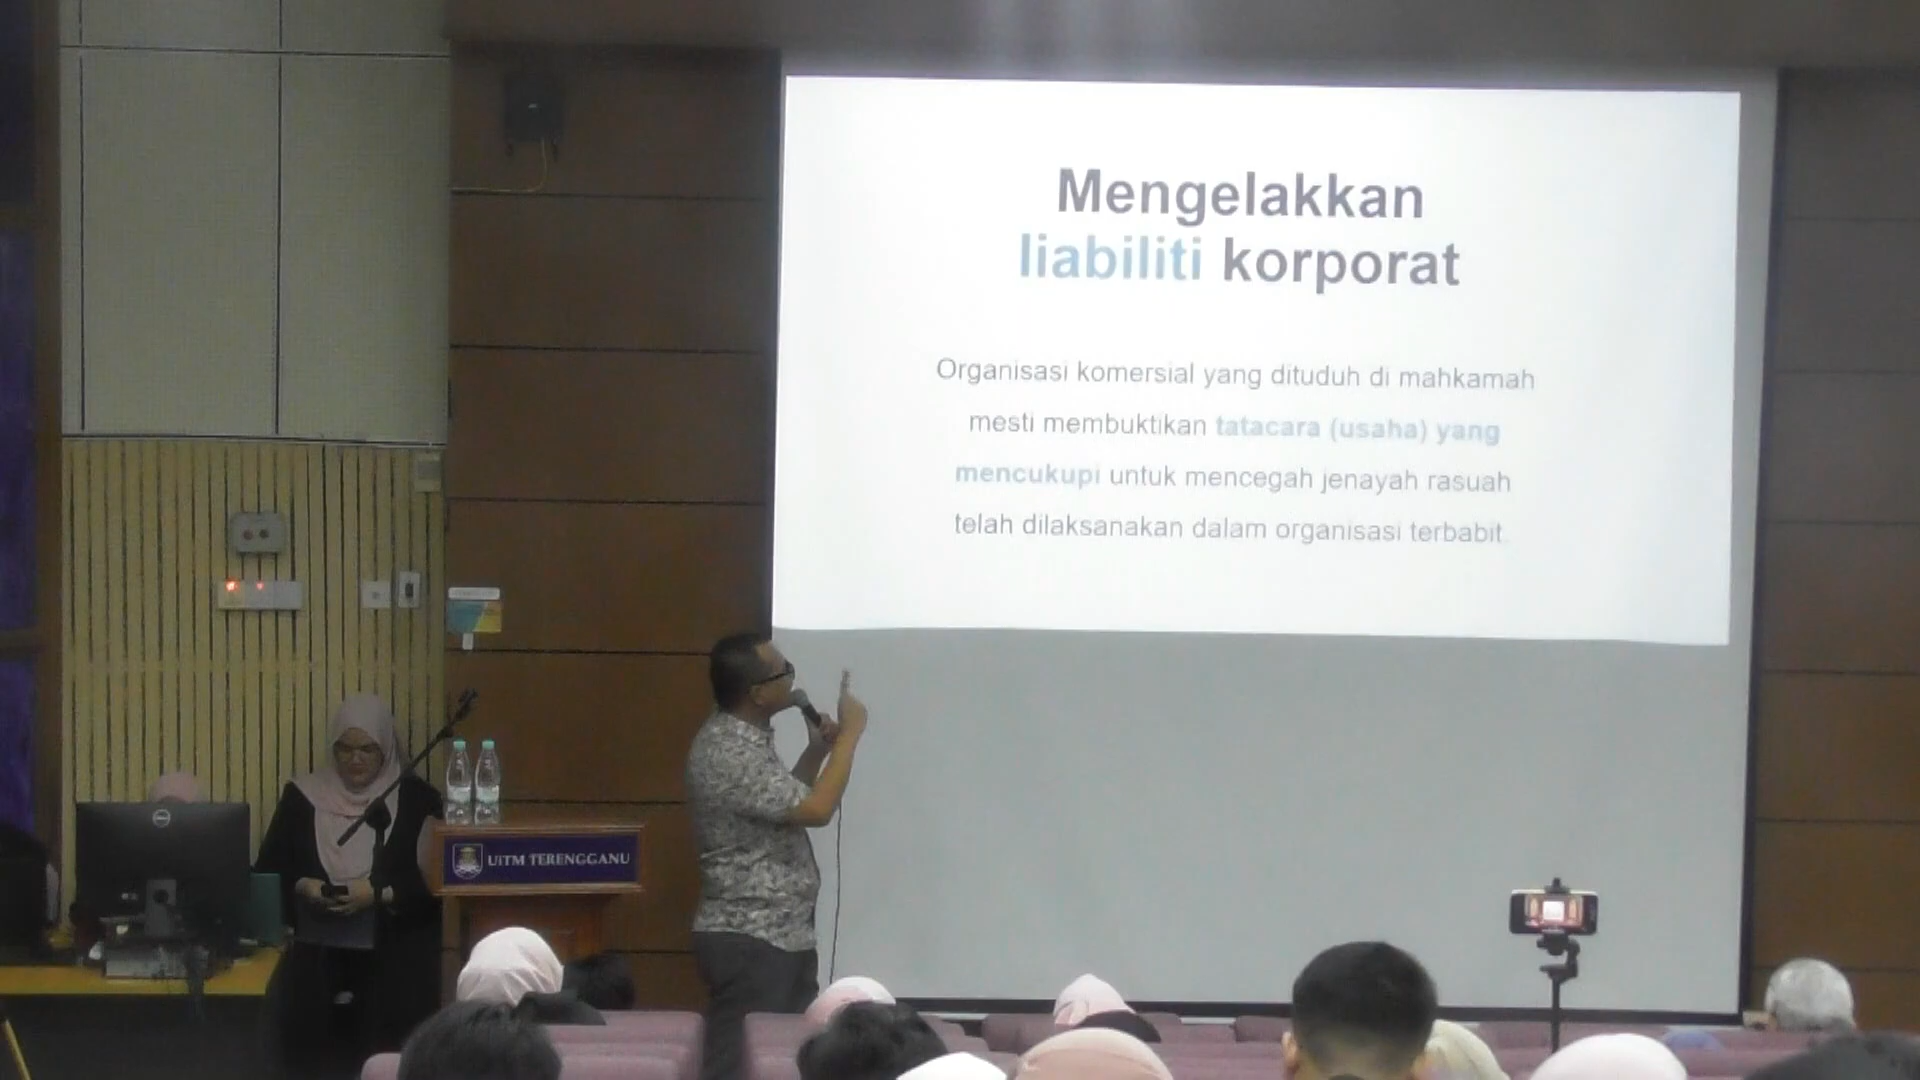 Mengelakkan
liabiliti korporat
Organisasi komersial yang dituduh di mahkamah
mesti membuktikan tatacara (usaha) yang
mencukupi untuk mencegah jenayah rasuah
telah dilaksanakan dalam organisasi terbabit.
DELL
UiTM TERENGGANU